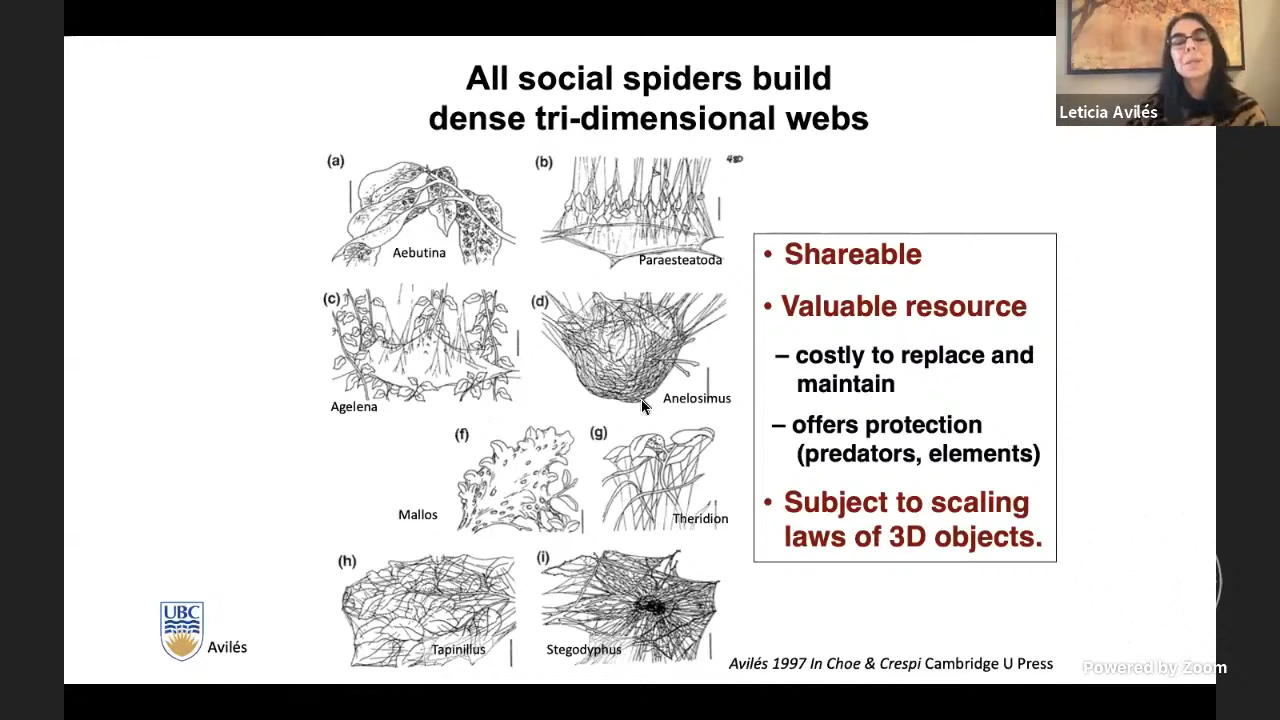 All social spiders build
dense tri-dimensional webs
Leticia Avilés
(a)
Aebutina
(b)
480
Paraesteatoda
(c)
Agelena
(d)
Anelosimus
(f)
Mallos
(g)
Theridion
(h)
Tapinillus
(i)
Stegodyphus
• Shareable
• Valuable resource
– costly to replace and
maintain
– offers protection
(predators, elements)
• Subject to scaling
laws of 3D objects.
UBC
Avilés
Avilés 1997 In Choe & Crespi Cambridge U Press
Powered by Zoom